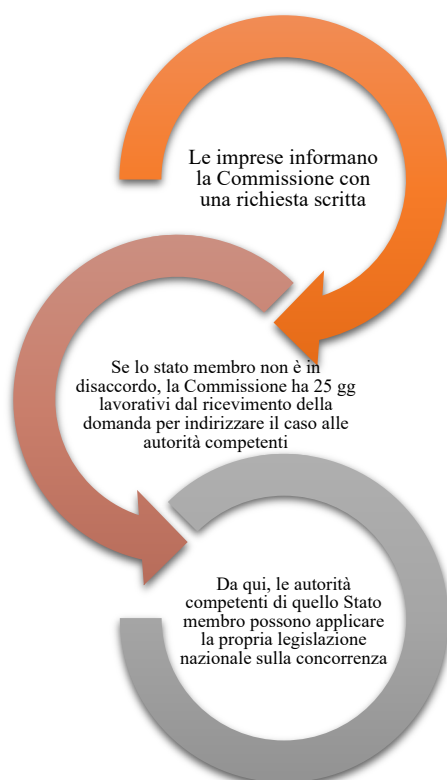 Le imprese informano
la Commissione con
una richiesta scritta
Se lo stato membro non è in
disaccordo, la Commissione ha 25 gg
lavorativi dal ricevimento della
domanda per indirizzare il caso alle
autorità competenti
Da qui, le autorità
competenti di quello Stato
membro possono applicare
la propria legislazione
nazionale sulla concorrenza